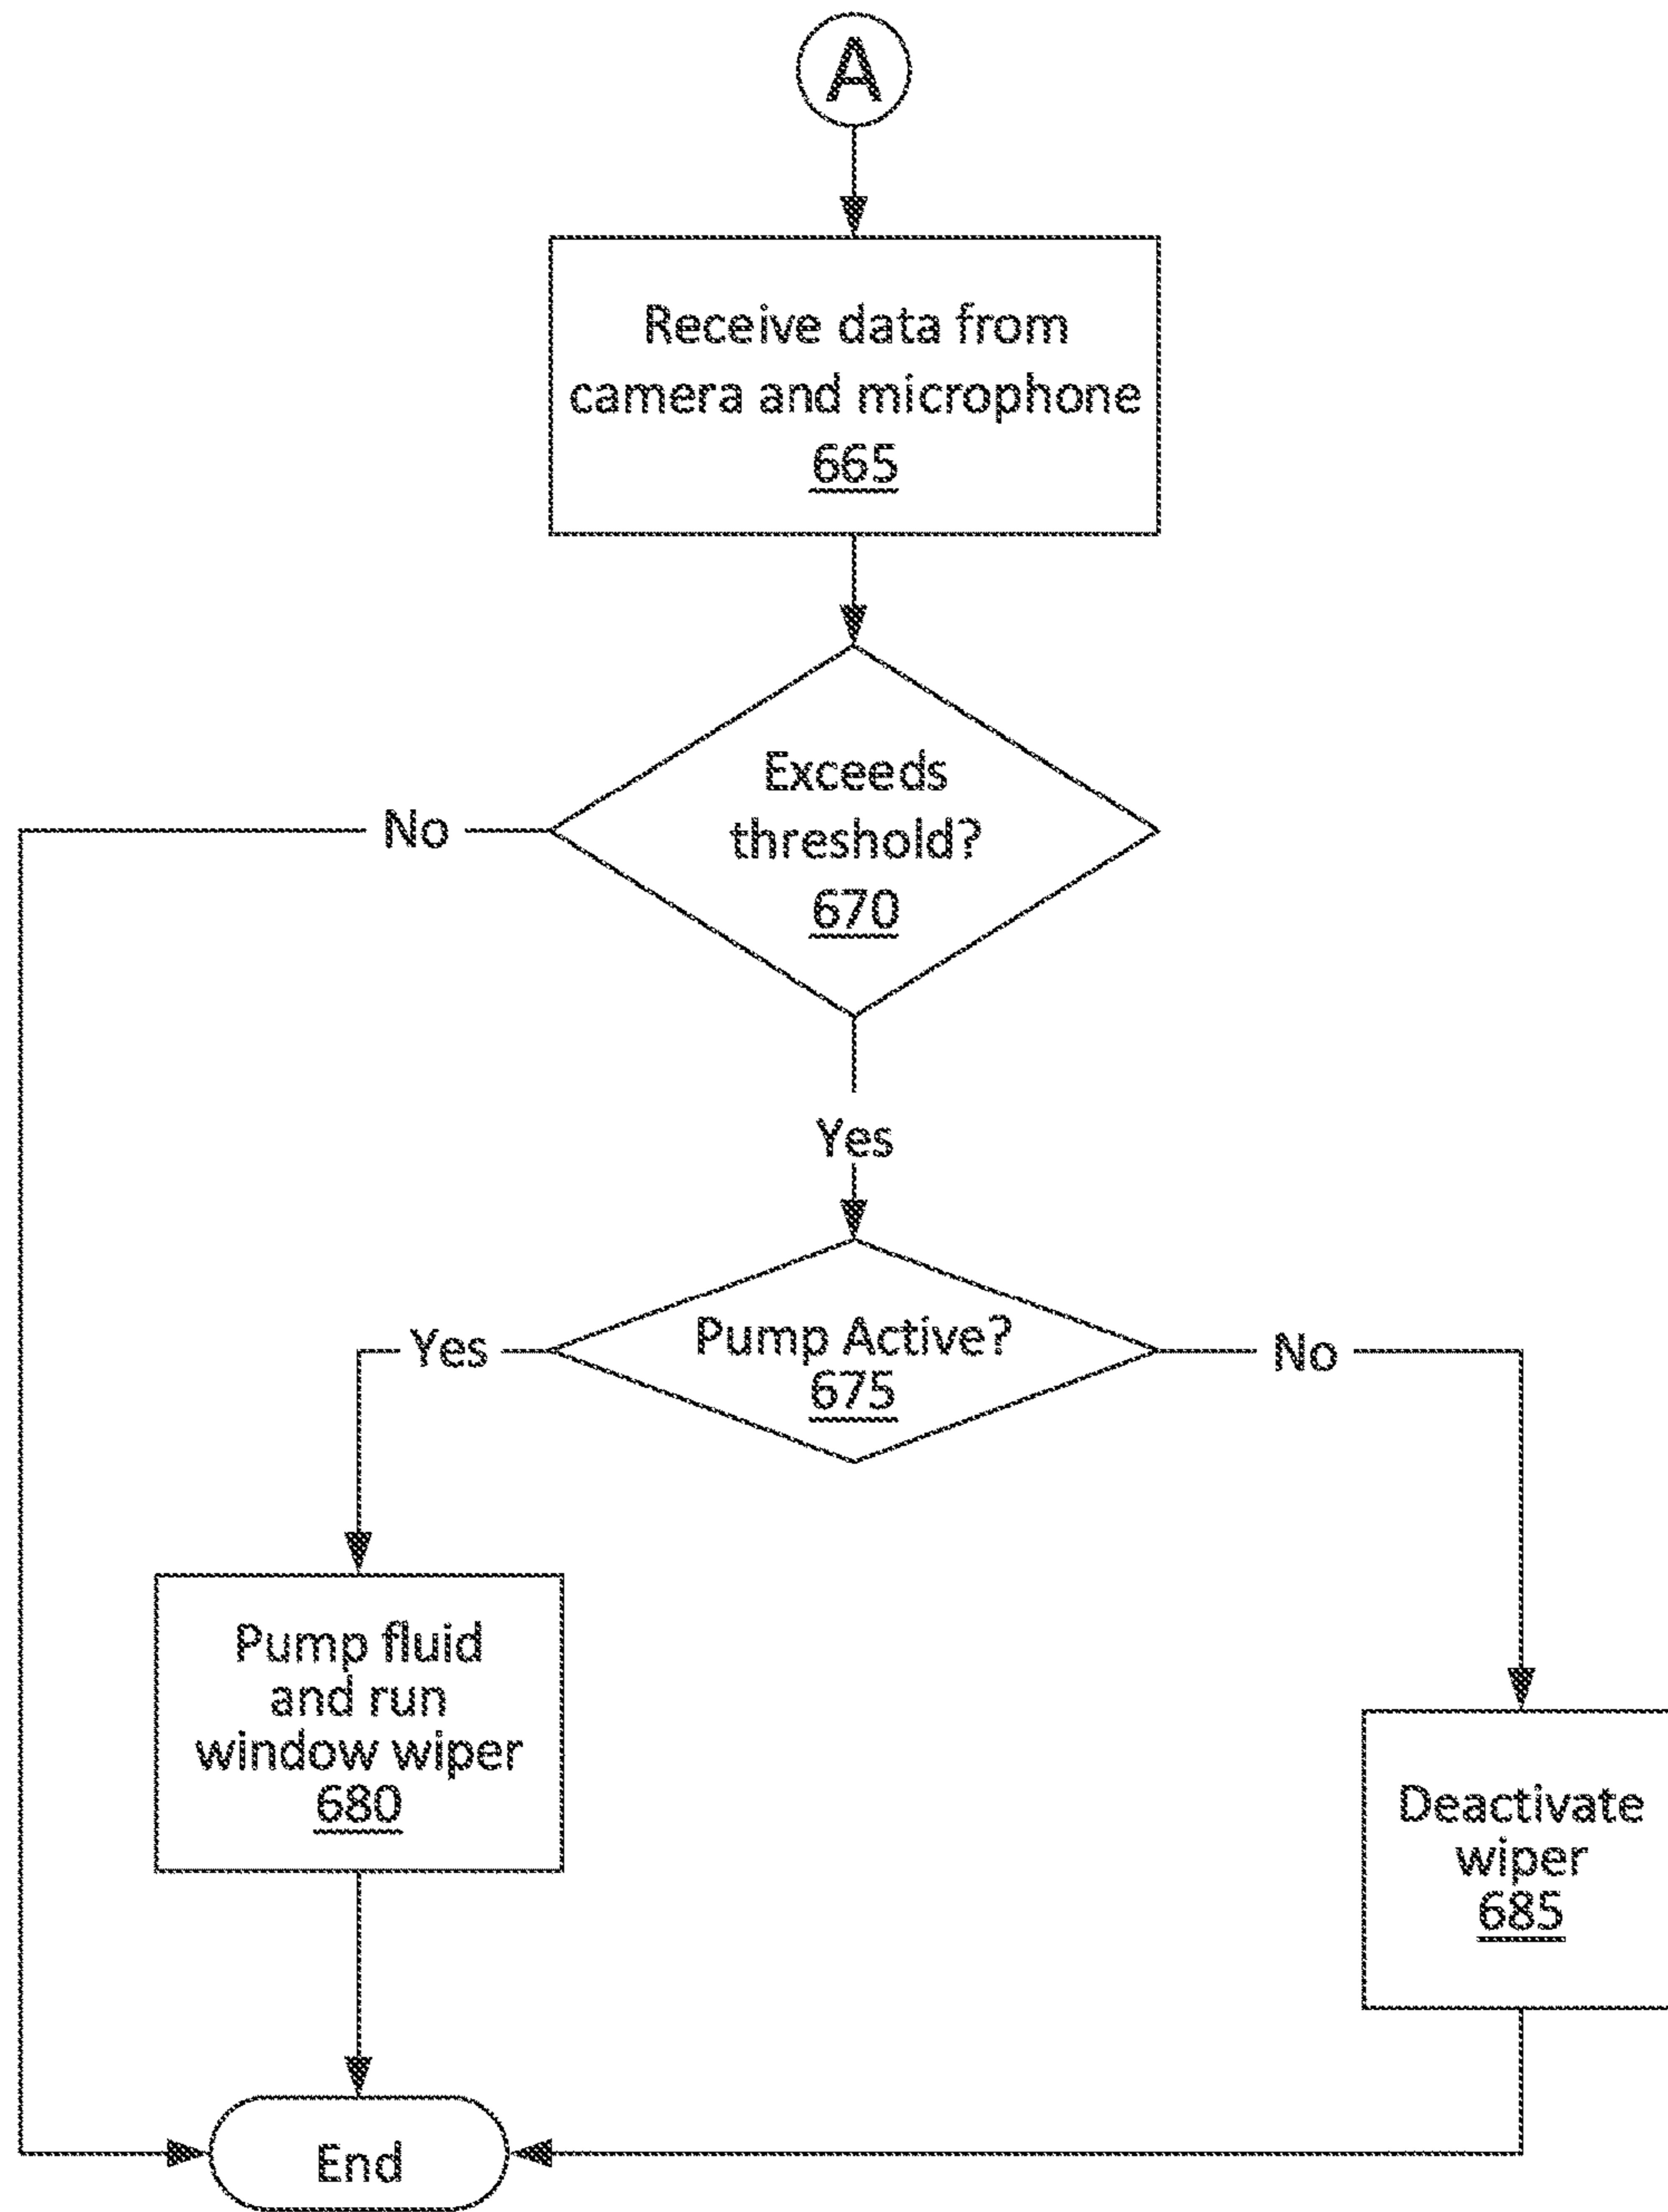 A
Receive data from
camera and microphone
665
Exceeds
threshold?
670
No
Yes
Pump Active?
675
Yes
No
Pump fluid
and run
window wiper
680
Deactivate
wiper
685
End